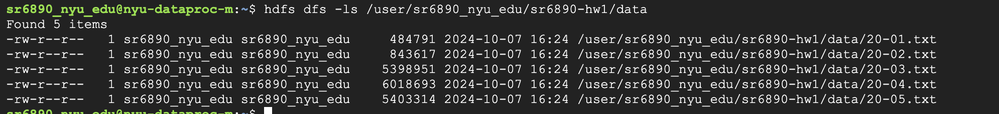 sr6890_nyu_edu@nyu-dataproc-m:~$ hdfs dfs -ls /user/sr6890_nyu_edu/sr6890-hw1/data
Found 5 items
-rw-r--r--   1 sr6890_nyu_edu sr6890_nyu_edu     484791 2024-10-07 16:24 /user/sr6890_nyu_edu/sr6890-hw1/data/20-01.txt
-rw-r--r--   1 sr6890_nyu_edu sr6890_nyu_edu     843617 2024-10-07 16:24 /user/sr6890_nyu_edu/sr6890-hw1/data/20-02.txt
-rw-r--r--   1 sr6890_nyu_edu sr6890_nyu_edu    5398951 2024-10-07 16:24 /user/sr6890_nyu_edu/sr6890-hw1/data/20-03.txt
-rw-r--r--   1 sr6890_nyu_edu sr6890_nyu_edu    6018693 2024-10-07 16:24 /user/sr6890_nyu_edu/sr6890-hw1/data/20-04.txt
-rw-r--r--   1 sr6890_nyu_edu sr6890_nyu_edu    5403314 2024-10-07 16:24 /user/sr6890_nyu_edu/sr6890-hw1/data/20-05.txt
sr6890_nyu_edu@nyu-dataproc-m:~$